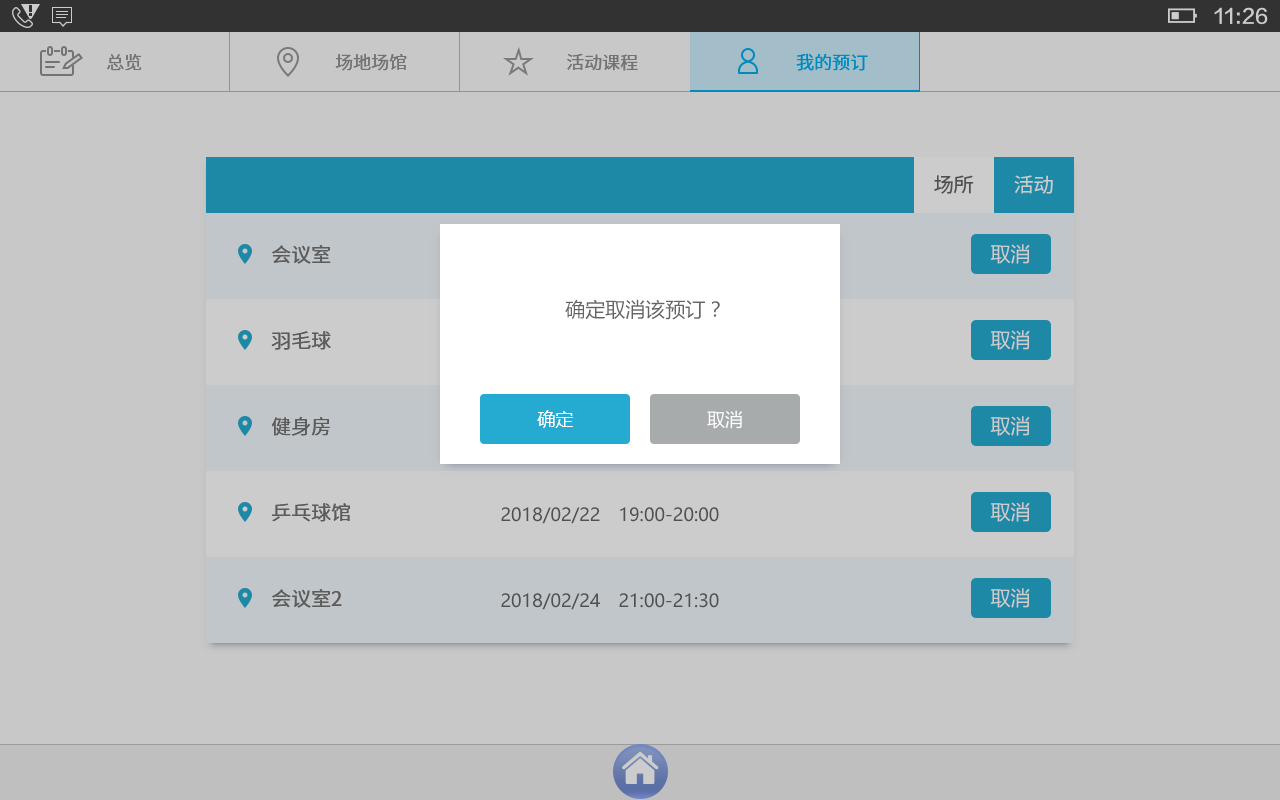 11:26
总览
场地场馆
活动课程
我的预订
场所
活动
会议室
取消
羽毛球
取消
健身房
取消
乒乓球馆 2018/02/22 19:00-20:00 取消
会议室2 2018/02/24 21:00-21:30 取消
确定取消该预订？
确定
取消